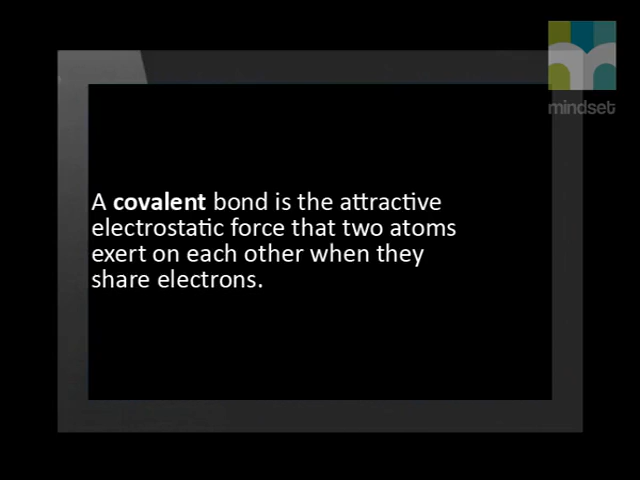 mindset
A covalent bond is the attractive
electrostatic force that two atoms
exert on each other when they
share electrons.